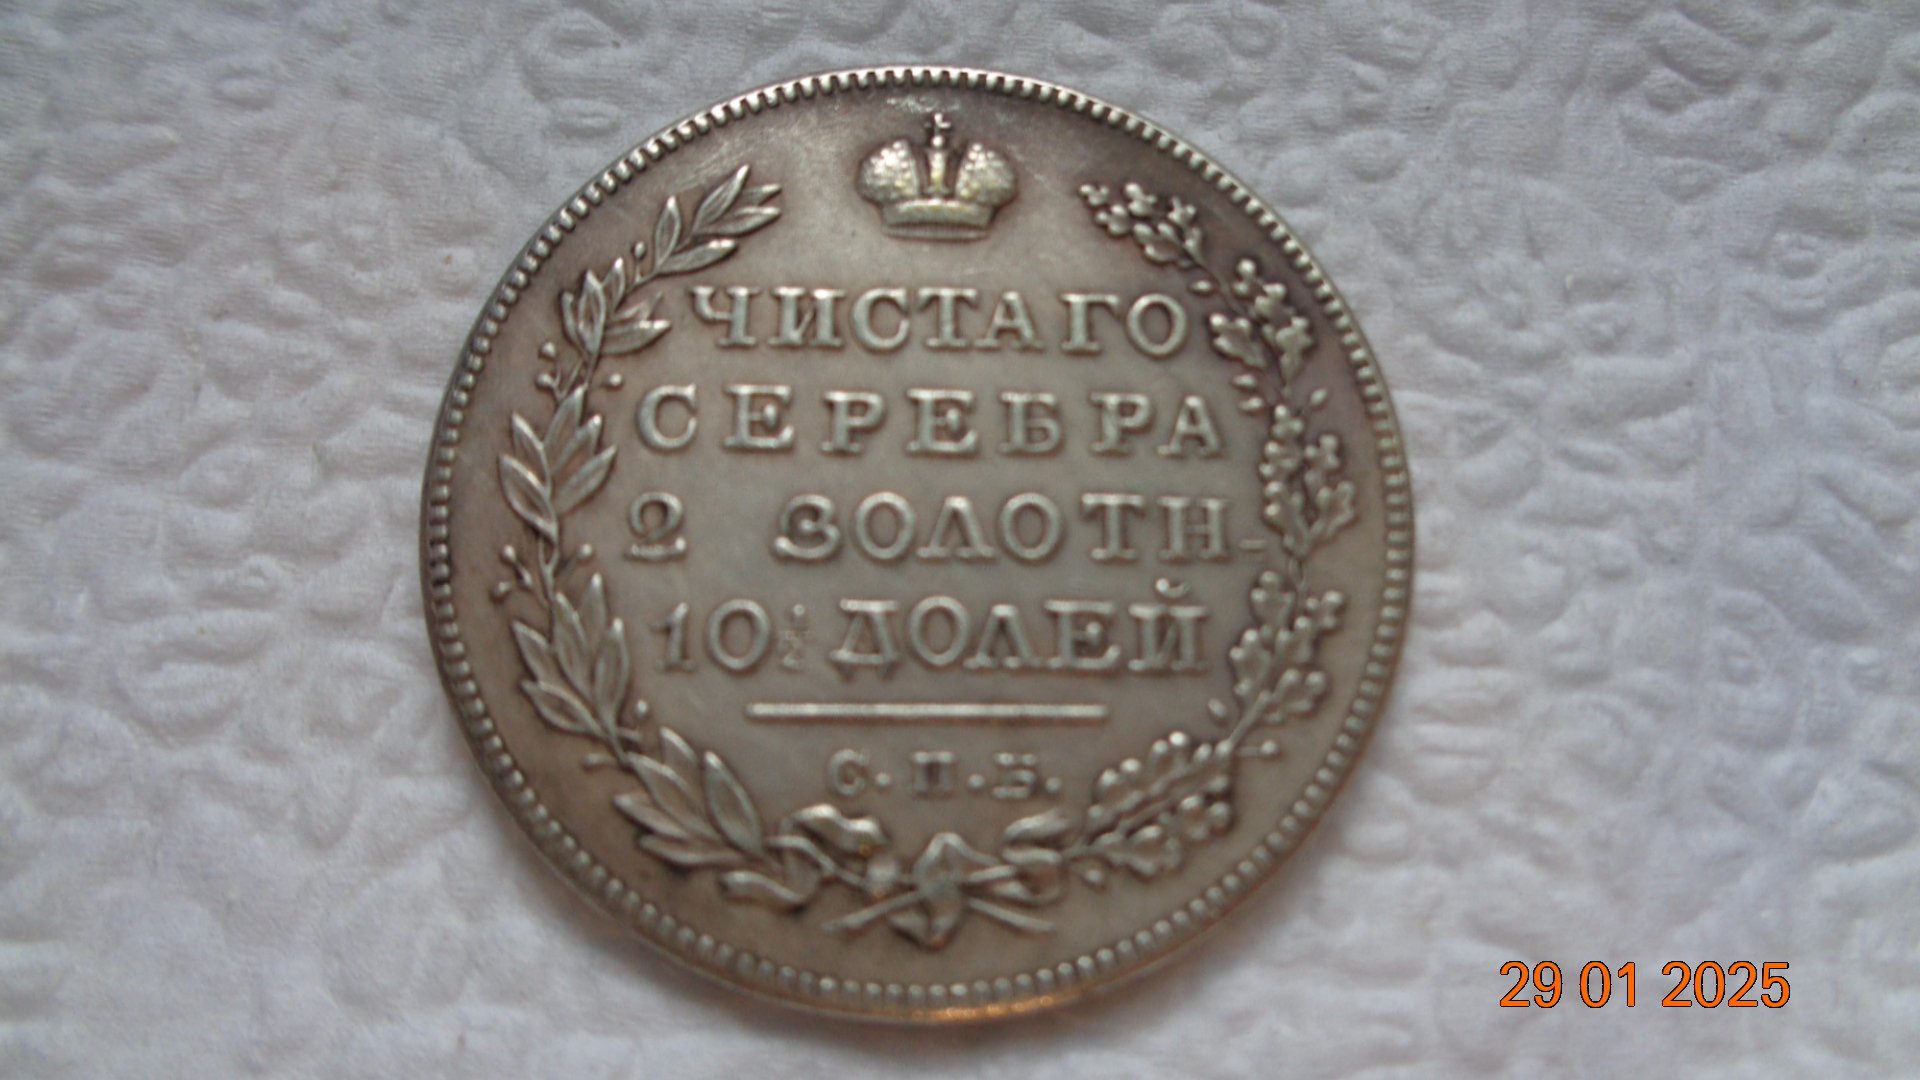 ЧИСТАГО
СЕРЕБРА
2 ЗОЛОТН-
10½ ДОЛЕЙ
С.П.Б.
29 01 2025